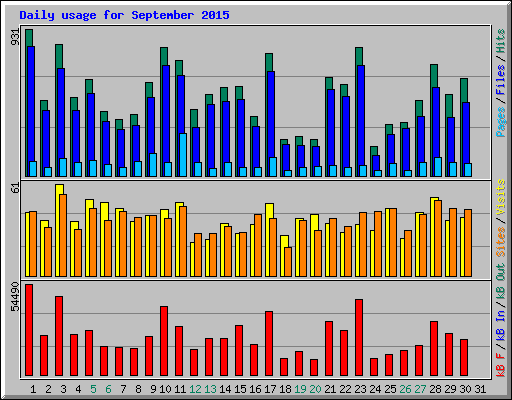 Daily usage for September 2015
931
Pages / Files / Hits
61
Sites / Visits
54490
kB F / kB In / kB Out
1 2 3 4 5 6 7 8 9 10 11 12 13 14 15 16 17 18 19 20 21 22 23 24 25 26 27 28 29 30 31